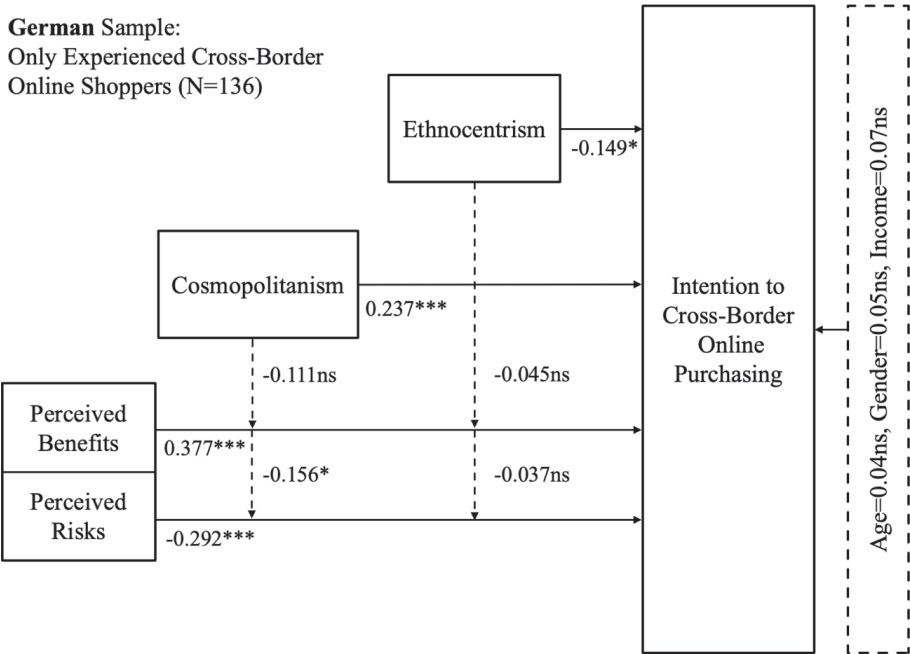 German Sample:
Only Experienced Cross-Border
Online Shoppers (N=136)
Ethnocentrism
-0.149*
Cosmopolitanism
0.237***
Intention to
Cross-Border
Online
Purchasing
-0.111ns
-0.045ns
Perceived
Benefits
0.377***
-0.156*
-0.037ns
Perceived
Risks
-0.292***
Age=0.04ns, Gender=0.05ns, Income=0.07ns